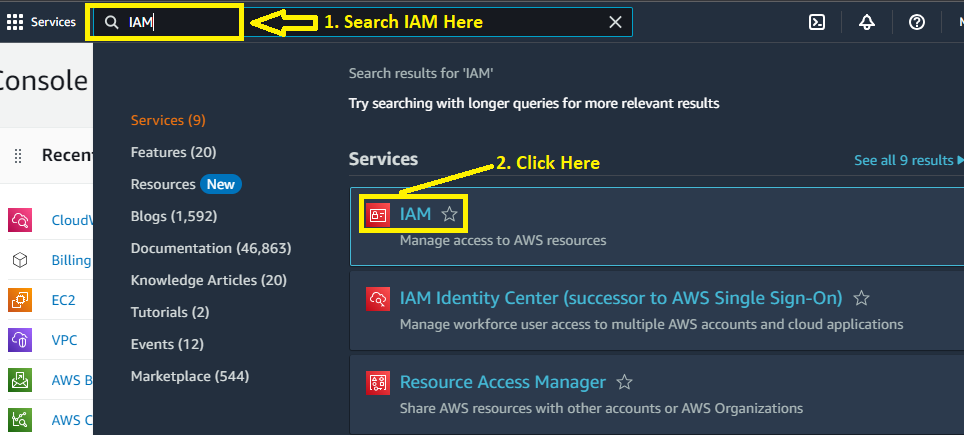 Services
IAM
1. Search IAM Here
Console
Search results for 'IAM'
Try searching with longer queries for more relevant results
Services (9)
Features (20)
Resources New
Blogs (1,592)
Documentation (46,863)
Knowledge Articles (20)
Tutorials (2)
Events (12)
Marketplace (544)
Recent
CloudW
Billing
EC2
VPC
AWS B
AWS C
Services
2. Click Here
See all 9 results
IAM
Manage access to AWS resources
IAM Identity Center (successor to AWS Single Sign-On)
Manage workforce user access to multiple AWS accounts and cloud applications
Resource Access Manager
Share AWS resources with other accounts or AWS Organizations